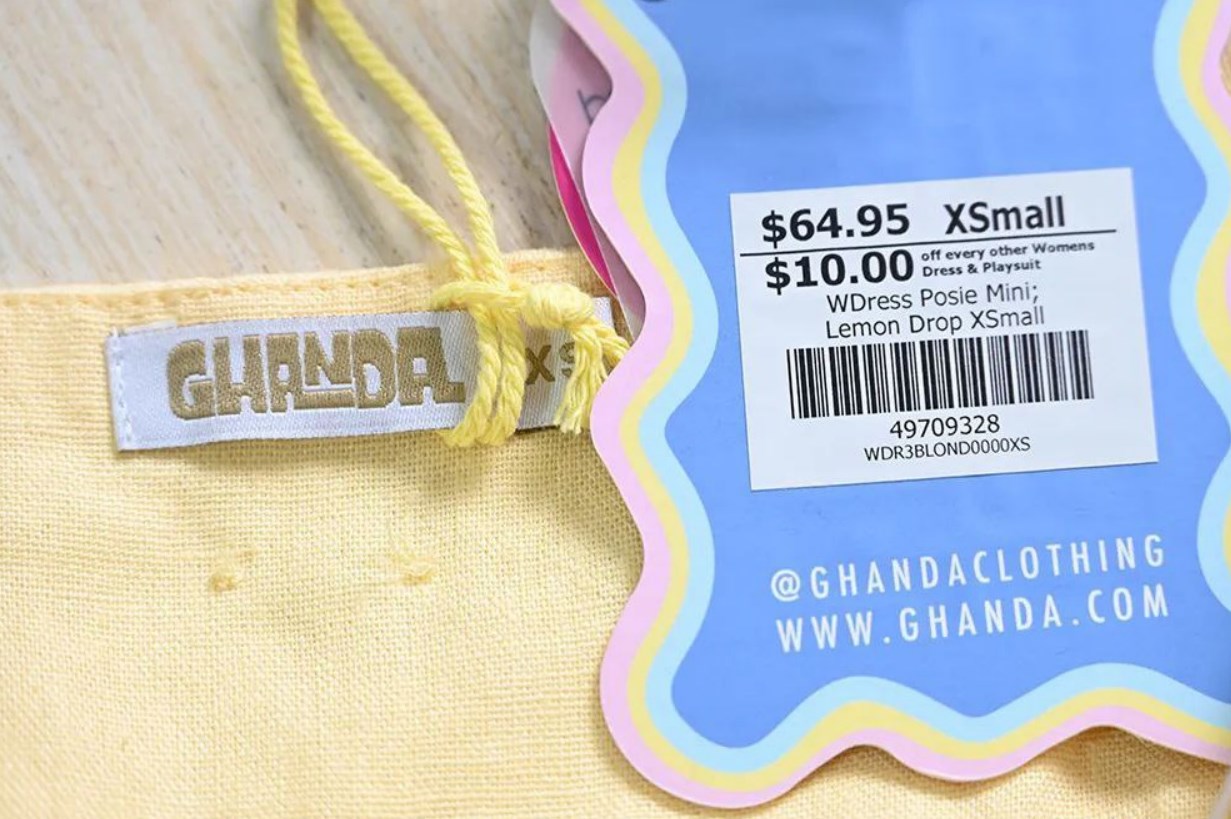 GHANDA
XS
$64.95 XSmall
$10.00 off every other Womens
Dress & Playsuit
WDress Posie Mini;
Lemon Drop XSmall
49709328
WDR3BLOND0000XS
@GHANDACLOTHING
WWW.GHANDA.COM